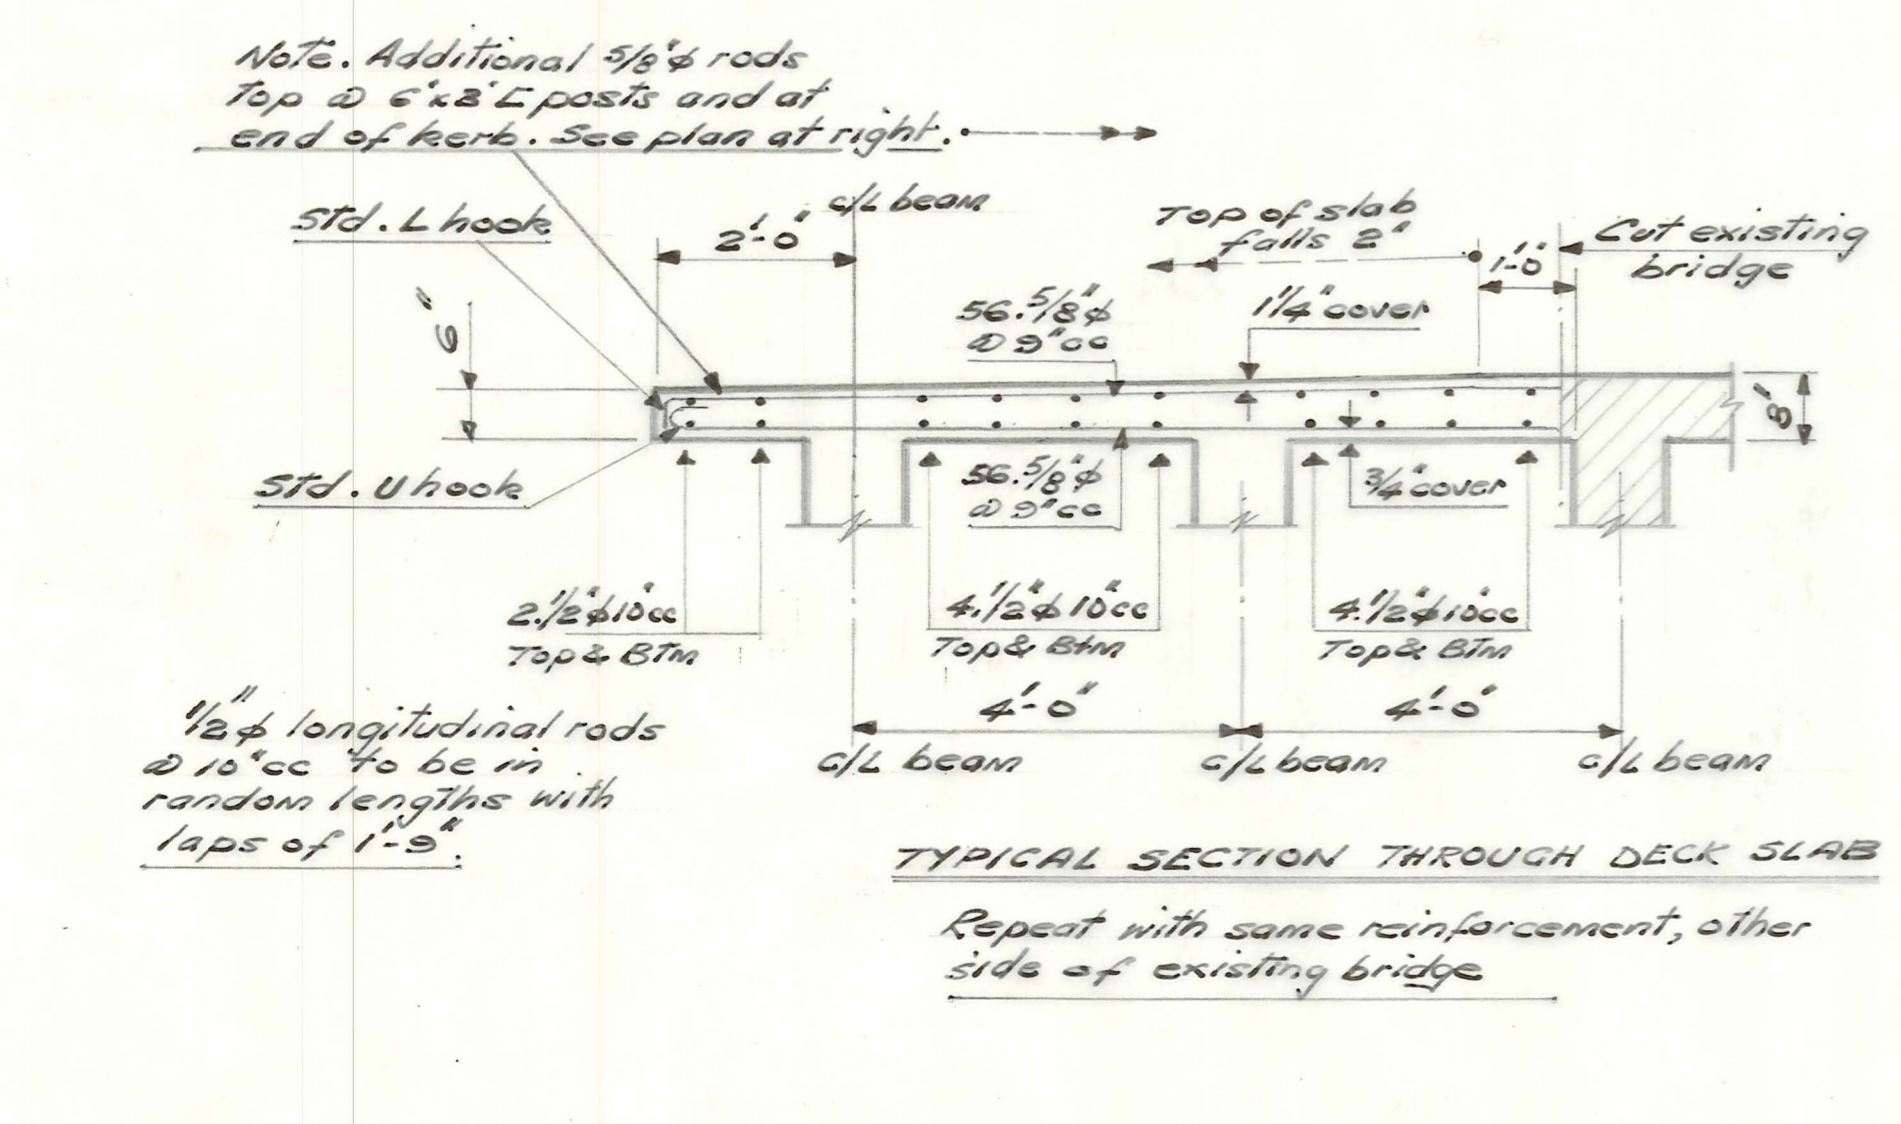 Note. Additional 5/8"φ rods
Top @ 6"x3" [ posts and at
end of kerb. See plan at right.
Std. L hook
c/L beam
2'-0"
Top of slab
falls 2"
1'-0"
Cut existing
bridge
6"
56.5/8"φ
@ 9"cc
1 1/4" cover
8"
Std. U hook
56.5/8"φ
@ 9"cc
3/4" cover
2.1/2"φ10"cc
Top & Btm
4.1/2"φ 10"cc
Top & Btm
4.1/2"φ10"cc
Top & Btm
1/2"φ longitudinal rods
@ 10"cc to be in
random lengths with
laps of 1'-9".
4'-0"
4'-0"
c/L beam
c/L beam
c/L beam
TYPICAL SECTION THROUGH DECK SLAB
Repeat with same reinforcement, other
side of existing bridge